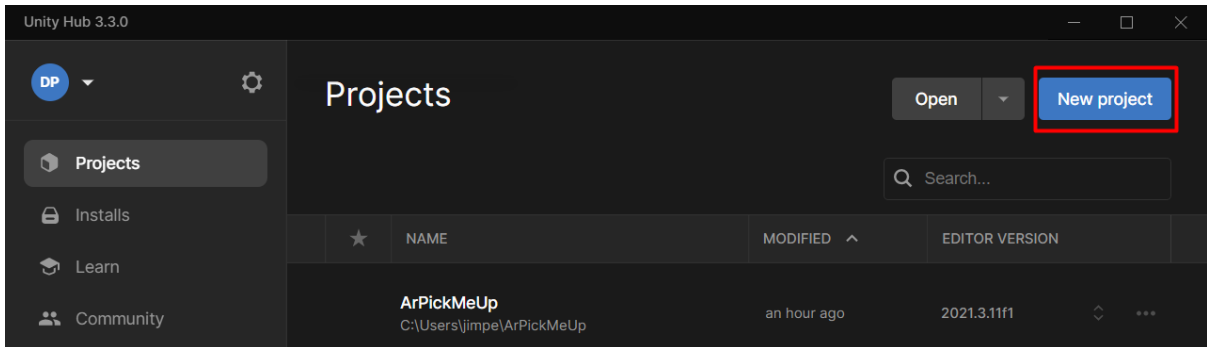 Unity Hub 3.3.0
DP
Projects
Open
New project
Projects
Search...
Installs
NAME
MODIFIED
EDITOR VERSION
Learn
ArPickMeUp
C:\Users\jimpe\ArPickMeUp
an hour ago
2021.3.11f1
Community